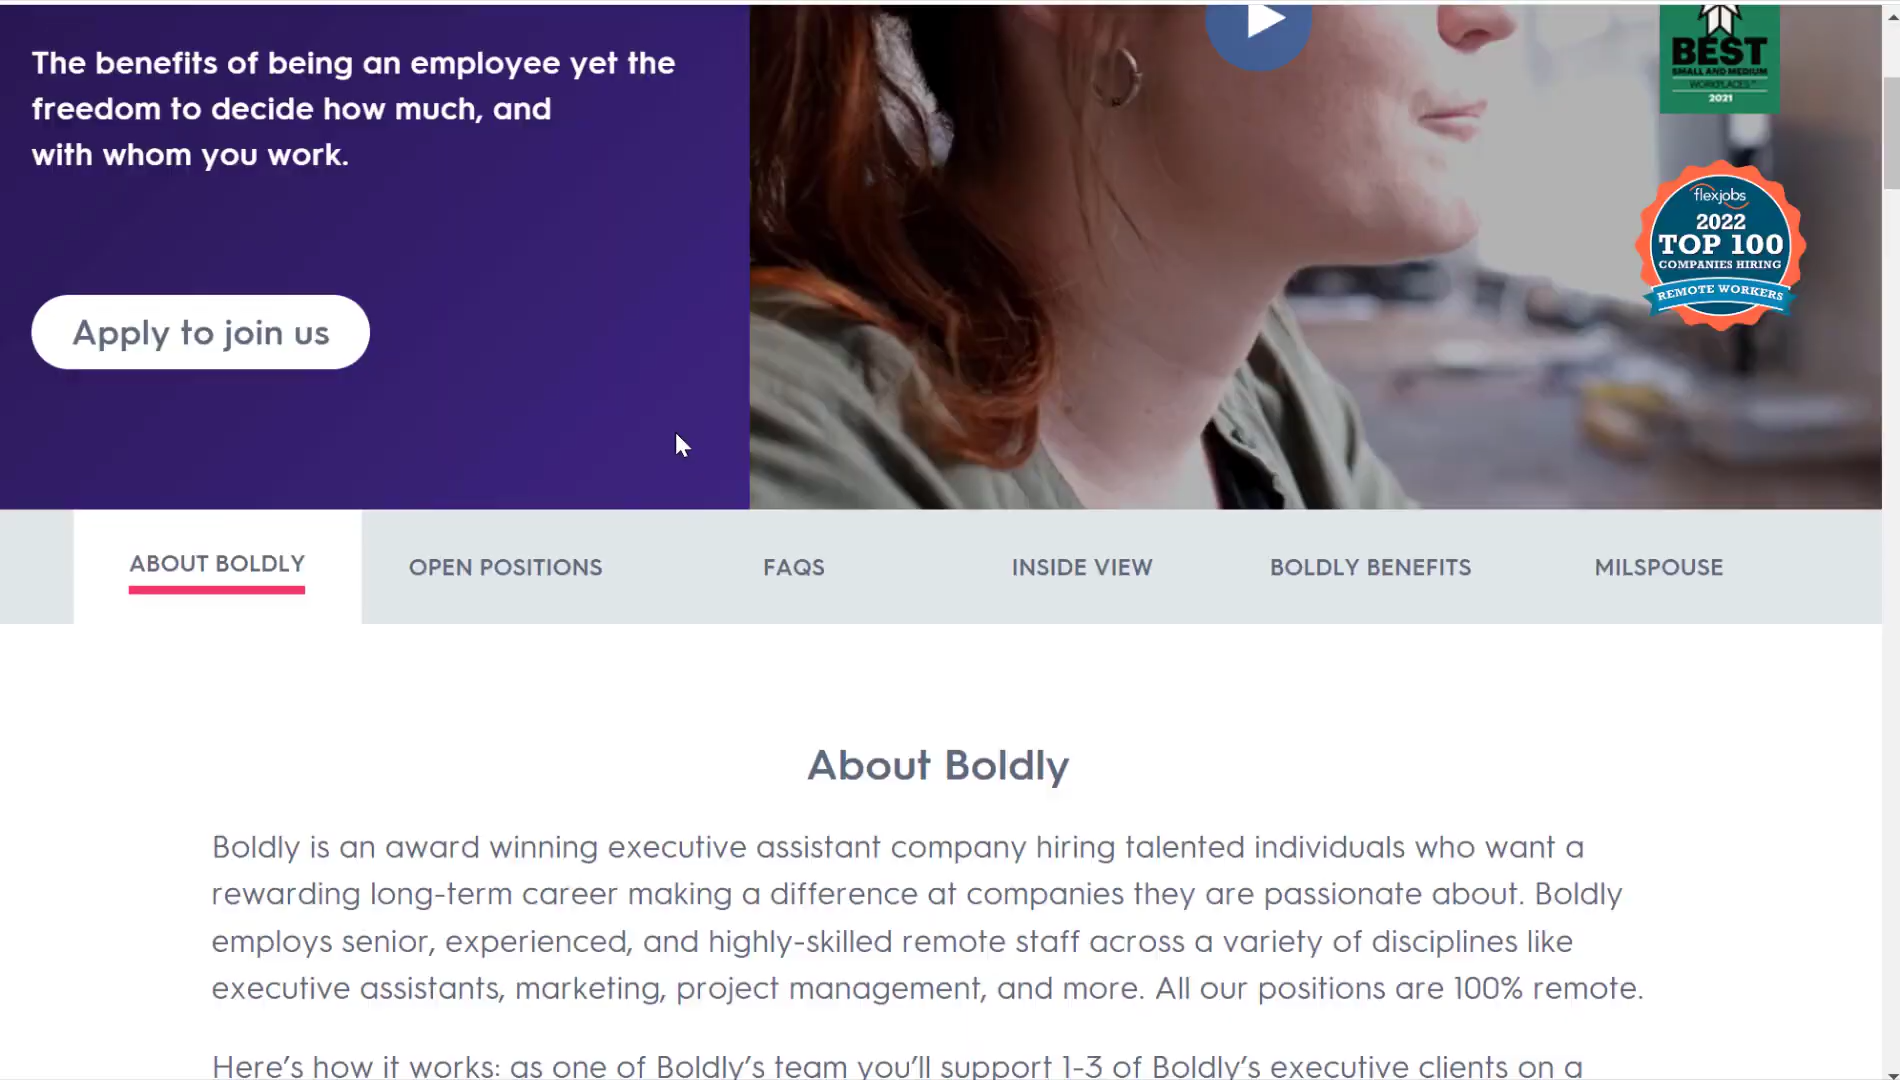 The benefits of being an employee yet the
freedom to decide how much, and
with whom you work.
Apply to join us
BEST
SMALL AND MEDIUM
WORKPLACES
2021
flexjobs
2022
TOP 100
COMPANIES HIRING
REMOTE WORKERS
ABOUT BOLDLY
OPEN POSITIONS
FAQS
INSIDE VIEW
BOLDLY BENEFITS
MILSPOUSE
About Boldly
Boldly is an award winning executive assistant company hiring talented individuals who want a
rewarding long-term career making a difference at companies they are passionate about. Boldly
employs senior, experienced, and highly-skilled remote staff across a variety of disciplines like
executive assistants, marketing, project management, and more. All our positions are 100% remote.
Here’s how it works: as one of Boldly’s team you’ll support 1-3 of Boldly’s executive clients on a